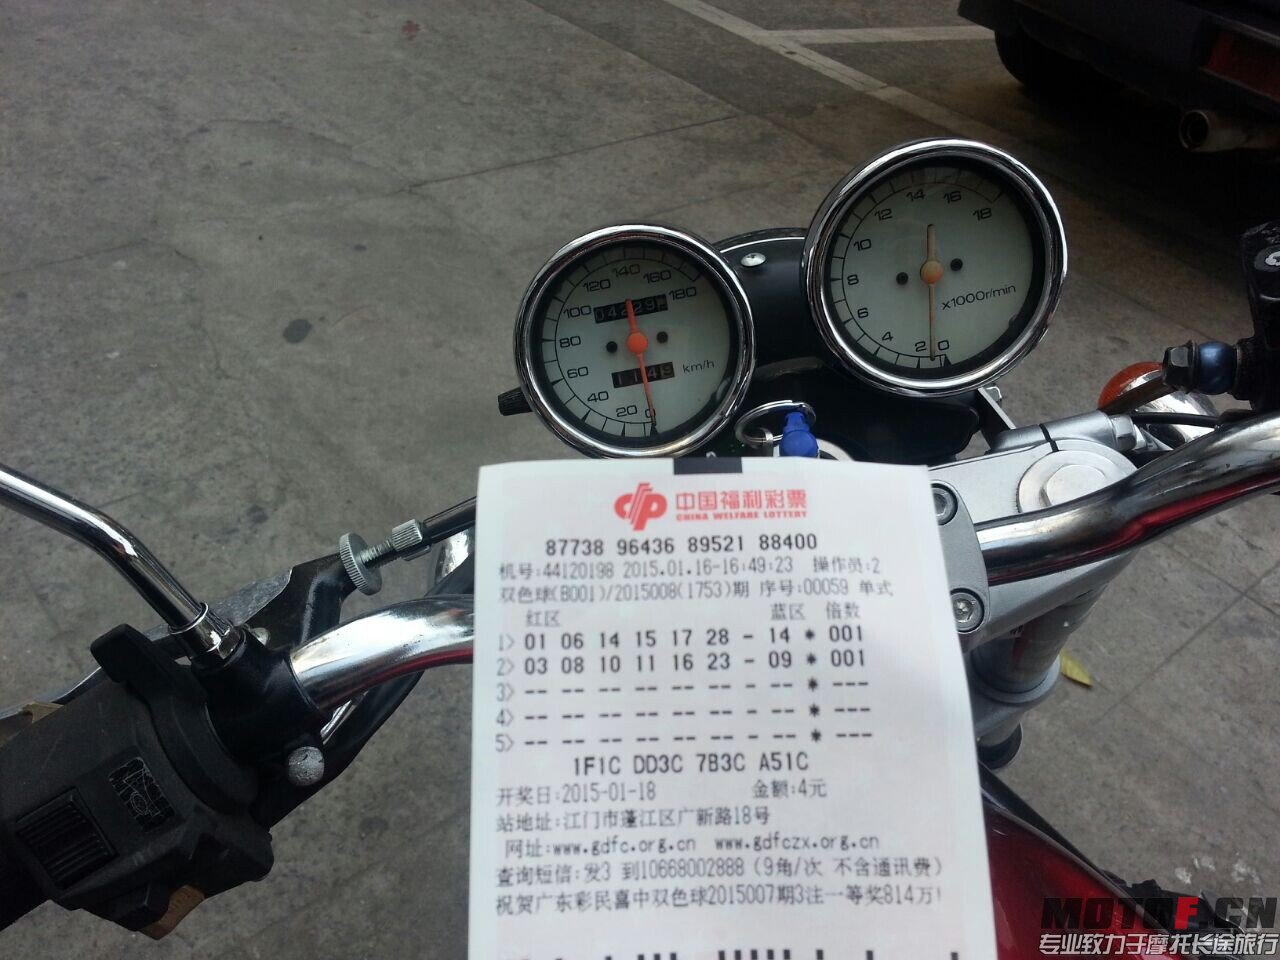 14 16
12 18
10
8
x1000r/min
6
4 2 0
120 140 160
100 180
80
60 km/h
40
20 0
中国福利彩票
CHINA WELFARE LOTTERY
87738 96436 89521 88400
机号:44120198 2015.01.16-16:49:23 操作员:2
双色球(B001)/2015008(1753)期 序号:00059 单式
红区 蓝区 倍数
1> 01 06 14 15 17 28 - 14 * 001
2> 03 08 10 11 16 23 - 09 * 001
3> -- -- -- -- -- -- - -- * ---
4> -- -- -- -- -- -- - -- * ---
5> -- -- -- -- -- -- - -- * ---
1F1C DD3C 7B3C A51C
开奖日:2015-01-18 金额:4元
站地址:江门市蓬江区广新路18号
网址:www.gdfc.org.cn www.gdfczx.org.cn
查询短信:发3 到10668002888 (9角/次 不含通讯费)
祝贺广东彩民喜中双色球2015007期3注一等奖814万!
MOTOF.CN
专业致力于摩托长途旅行